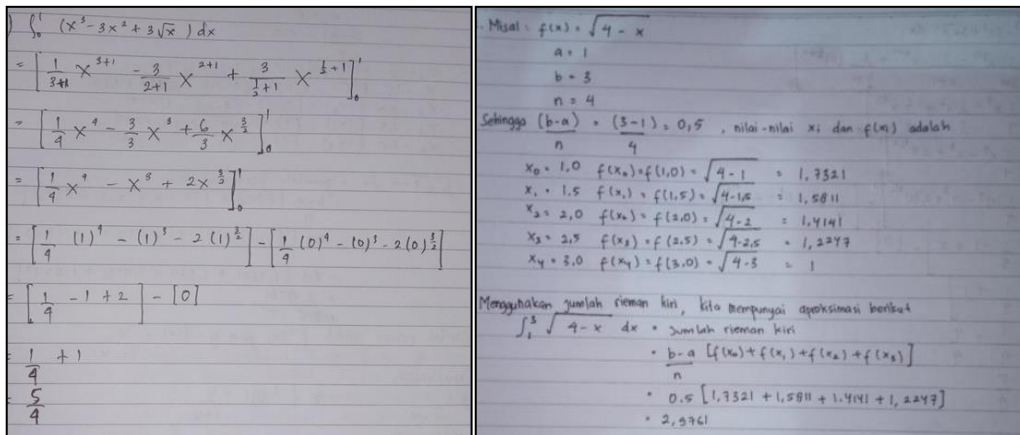 ) ∫₀¹ (x³ - 3x² + 3√x) dx
= [1/(3+1) x³⁺¹ - 3/(2+1) x²⁺¹ + 3/(1/2+1) x^(1/2+1)]₀¹
= [1/4 x⁴ - 3/3 x³ + 6/3 x^(3/2)]₀¹
= [1/4 x⁴ - x³ + 2x^(3/2)]₀¹
= [1/4 (1)⁴ - (1)³ - 2(1)^(3/2)] - [1/4 (0)⁴ - (0)³ - 2(0)^(3/2)]
= [1/4 - 1 + 2] - [0]
= 1/4 + 1
= 5/4
. Misal : f(x) = √(4 - x)
a = 1
b = 3
n = 4
Sehingga (b-a)/n = (3-1)/4 = 0,5 , nilai-nilai xi dan f(xi) adalah
x₀ = 1,0 f(x₀) = f(1,0) = √(4-1) = 1,7321
x₁ = 1,5 f(x₁) = f(1,5) = √(4-1,5) = 1,5811
x₂ = 2,0 f(x₂) = f(2,0) = √(4-2) = 1,4141
x₃ = 2,5 f(x₃) = f(2,5) = √(4-2,5) = 1,2247
x₄ = 3,0 f(x₄) = f(3,0) = √(4-3) = 1
Menggunakan jumlah rieman kiri, kita mempunyai aproksimasi berikut
∫₁³ √(4-x) dx = jumlah rieman kiri
= (b-a)/n [f(x₀) + f(x₁) + f(x₂) + f(x₃)]
= 0.5 [1,7321 + 1,5811 + 1.4141 + 1,2247]
= 2,9761